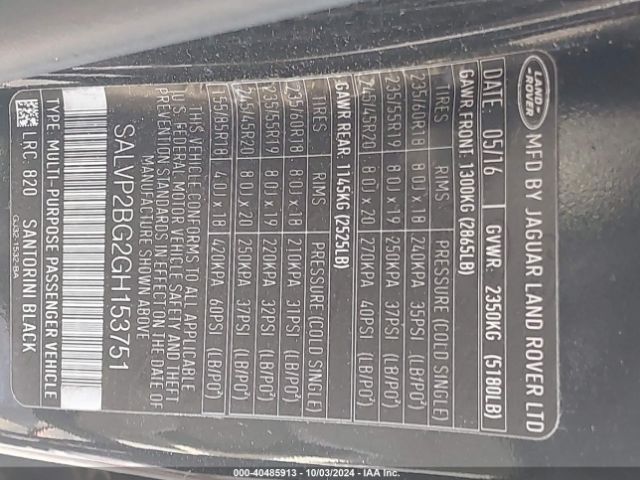 LAND-
-ROVER
MFD BY JAGUAR LAND ROVER LTD
DATE: 05/16 GVWR: 2350KG (5180LB)
GAWR FRONT: 1300KG (2865LB)
TIRES RIMS PRESSURE (COLD SINGLE)
235/60R18 8.0J x 18 240KPA 35PSI (LB/PO²)
235/55R19 8.0J x 19 260KPA 37PSI (LB/PO²)
245/45R20 8.0J x 20 270KPA 40PSI (LB/PO²)
GAWR REAR: 1145KG (2525LB)
TIRES RIMS PRESSURE (COLD SINGLE)
235/60R18 8.0J x 18 210KPA 31PSI (LB/PO²)
235/55R19 8.0J x 19 220KPA 32PSI (LB/PO²)
245/45R20 8.0J x 20 250KPA 37PSI (LB/PO²)
155/85R18 4.0J x 18 420KPA 60PSI (LB/PO²)
THIS VEHICLE CONFORMS TO ALL APPLICABLE
U.S. FEDERAL MOTOR VEHICLE SAFETY AND THEFT
PREVENTION STANDARDS IN EFFECT ON THE DATE OF
MANUFACTURE SHOWN ABOVE
SALVP2BG2GH153751
TYPE: MULTI-PURPOSE PASSENGER VEHICLE
LRC: 820 SANTORINI BLACK
GJ32-1532-BA
000-40485913 - 10/03/2024 - IAA Inc.